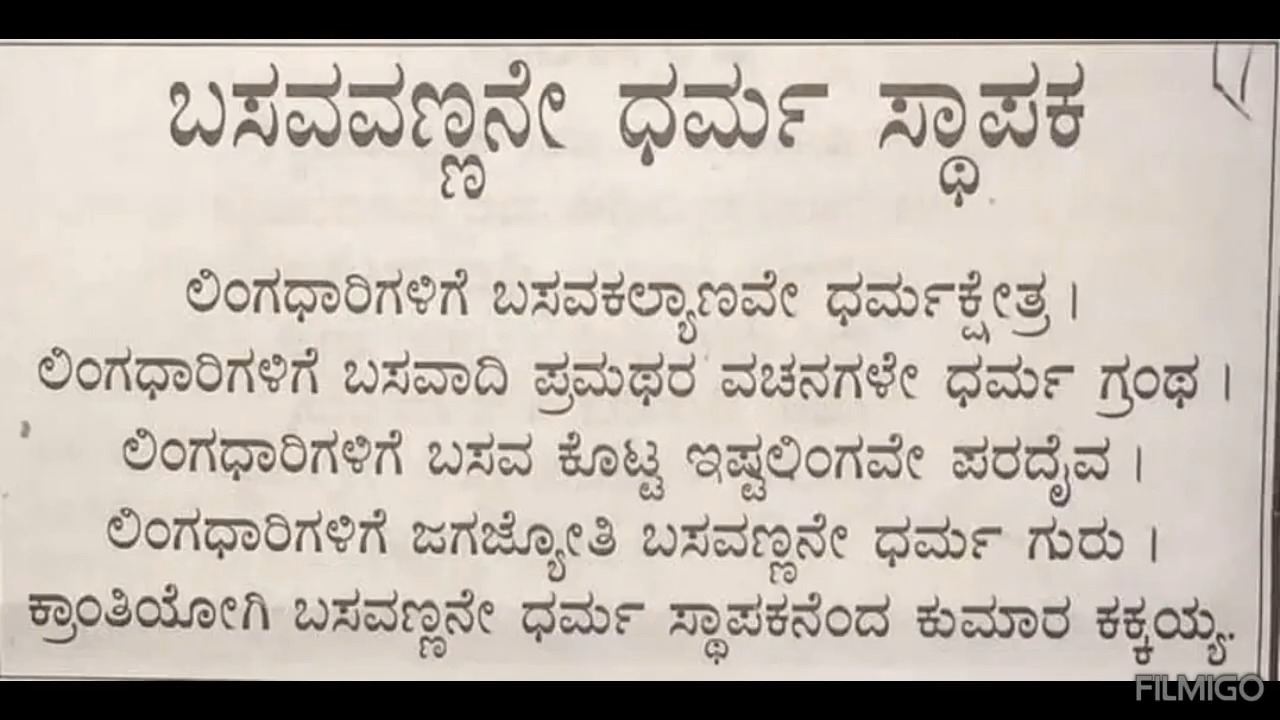 ಬಸವವಣ್ಣನೇ ಧರ್ಮ ಸ್ಥಾಪಕ
ಲಿಂಗಧಾರಿಗಳಿಗೆ ಬಸವಕಲ್ಯಾಣವೇ ಧರ್ಮಕ್ಷೇತ್ರ ।
ಲಿಂಗಧಾರಿಗಳಿಗೆ ಬಸವಾದಿ ಪ್ರಮಥರ ವಚನಗಳೇ ಧರ್ಮ ಗ್ರಂಥ ।
ಲಿಂಗಧಾರಿಗಳಿಗೆ ಬಸವ ಕೊಟ್ಟ ಇಷ್ಟಲಿಂಗವೇ ಪರದೈವ ।
ಲಿಂಗಧಾರಿಗಳಿಗೆ ಜಗಜ್ಯೋತಿ ಬಸವಣ್ಣನೇ ಧರ್ಮ ಗುರು ।
ಕ್ರಾಂತಿಯೋಗಿ ಬಸವಣ್ಣನೇ ಧರ್ಮ ಸ್ಥಾಪಕನೆಂದ ಕುಮಾರ ಕಕ್ಕಯ್ಯ.
FILMIGO